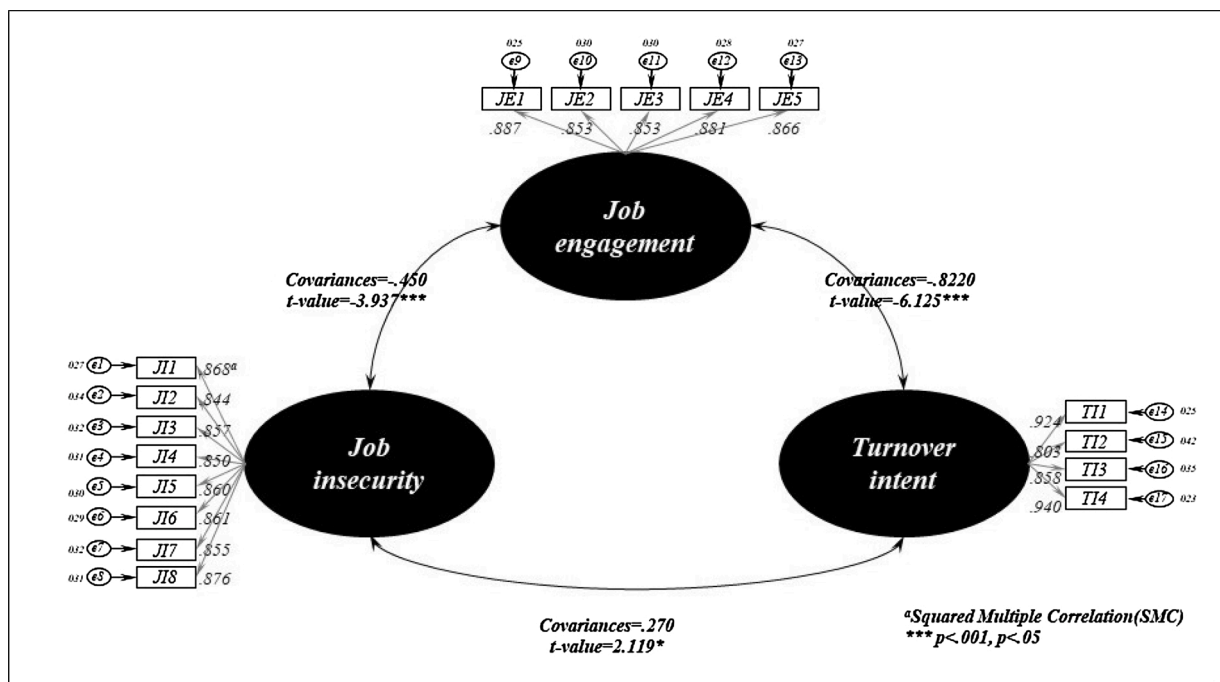 025 030 030 028 027
e9 e10 e11 e12 e13
JE1 JE2 JE3 JE4 JE5
.887 .853 .853 .881 .866
Job
engagement
Covariances=-.450
t-value=-3.937***
Covariances=-.8220
t-value=-6.125***
027 e1 JI1 .868a
034 e2 JI2 .844
032 e3 JI3 .857
031 e4 JI4 .850
030 e5 JI5 .860
029 e6 JI6 .861
032 e7 JI7 .855
031 e8 JI8 .876
Job
insecurity
Turnover
intent
.924 TI1 e14 025
.803 TI2 e15 042
.858 TI3 e16 035
.940 TI4 e17 023
Covariances=.270
t-value=2.119*
aSquared Multiple Correlation(SMC)
*** p<.001, p<.05